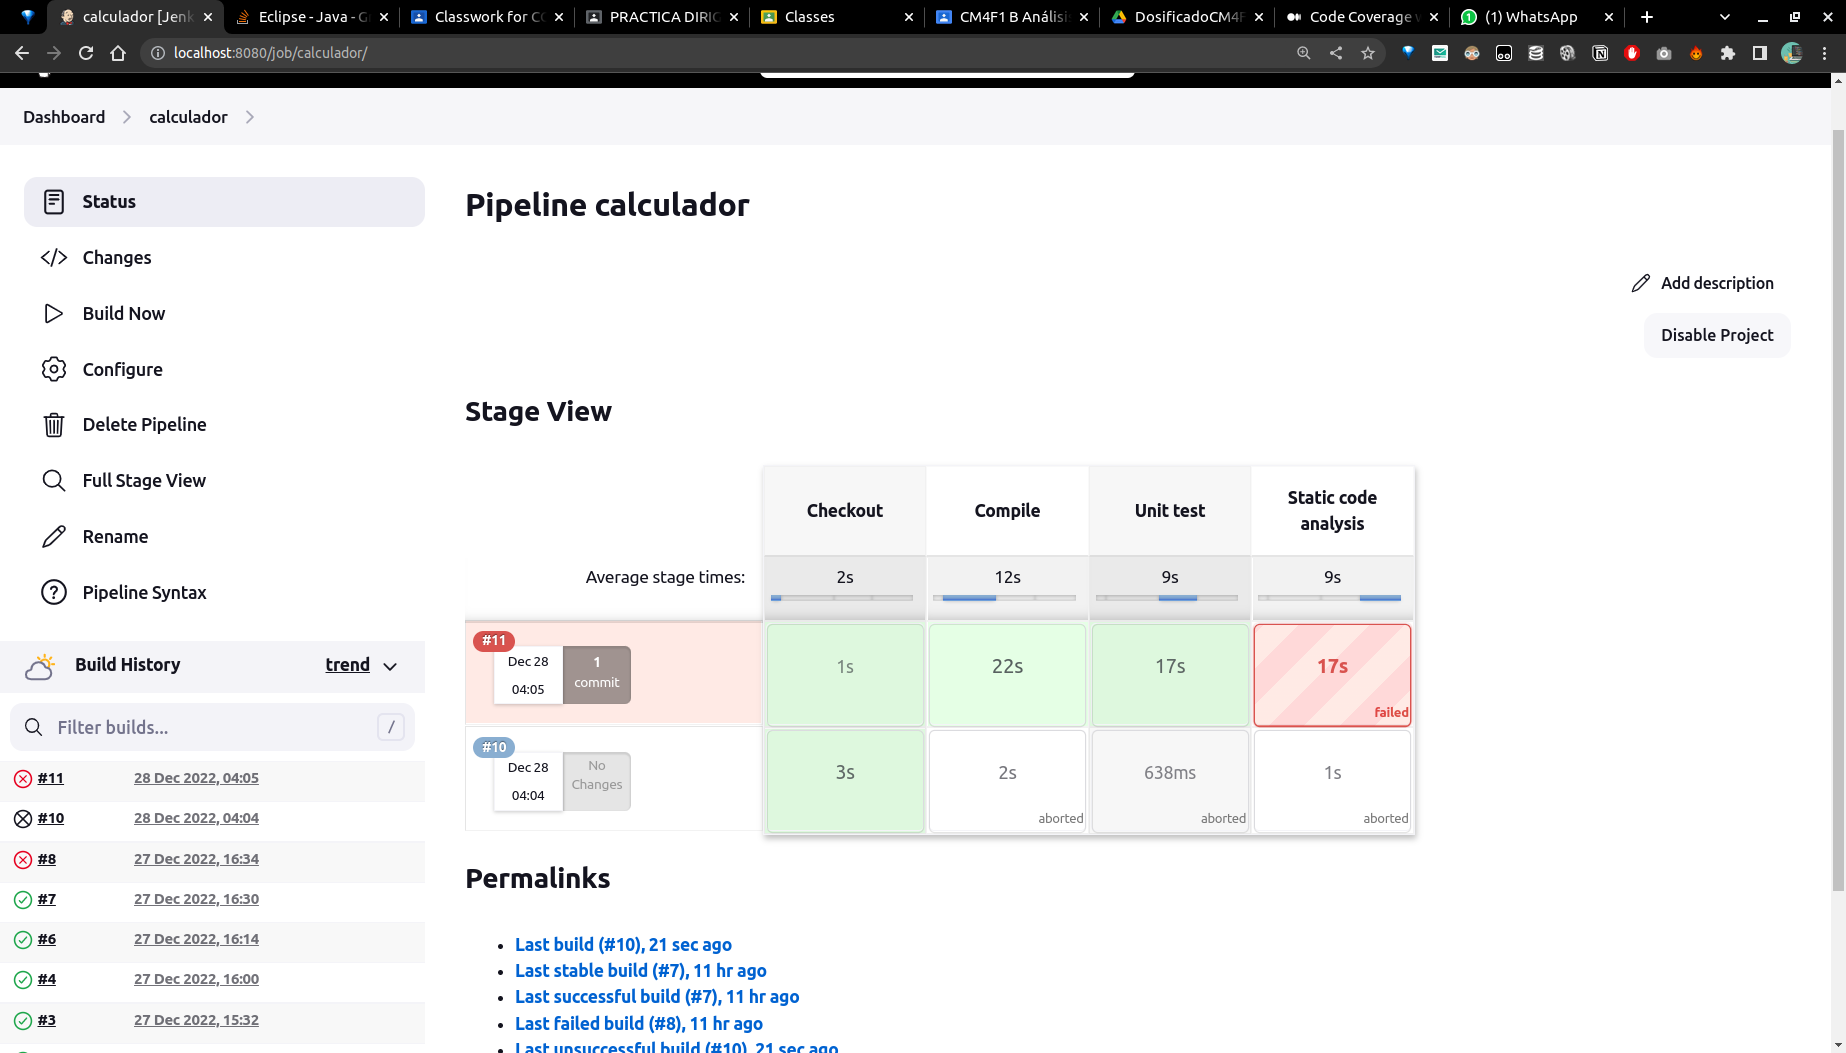 calculador [Jenk
Eclipse - Java - G
Classwork for CC
PRACTICA DIRIG
Classes
CM4F1 B Análisi
DosificadoCM4F
Code Coverage
(1) WhatsApp
localhost:8080/job/calculador/
Dashboard
calculador
Status
Changes
Build Now
Configure
Delete Pipeline
Full Stage View
Rename
Pipeline Syntax
Build History
trend
Filter builds...
/
#11 28 Dec 2022, 04:05
#10 28 Dec 2022, 04:04
#8 27 Dec 2022, 16:34
#7 27 Dec 2022, 16:30
#6 27 Dec 2022, 16:14
#4 27 Dec 2022, 16:00
#3 27 Dec 2022, 15:32
Pipeline calculador
Add description
Disable Project
Stage View
Checkout
Compile
Unit test
Static code
analysis
Average stage times:
2s
12s
9s
9s
#11
Dec 28
04:05
1
commit
1s
22s
17s
17s
failed
#10
Dec 28
04:04
No
Changes
3s
2s
aborted
638ms
aborted
1s
aborted
Permalinks
Last build (#10), 21 sec ago
Last stable build (#7), 11 hr ago
Last successful build (#7), 11 hr ago
Last failed build (#8), 11 hr ago
Last unsuccessful build (#10), 21 sec ago